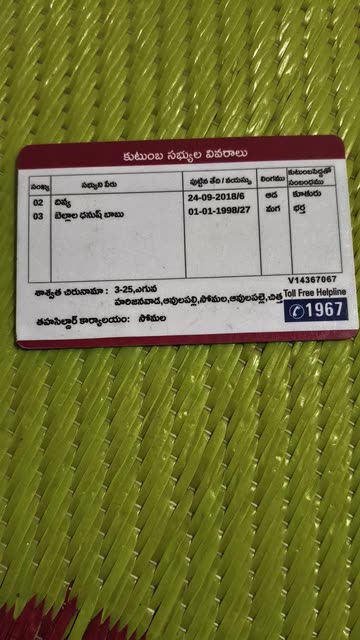 కుటుంబ సభ్యుల వివరాలు
సంఖ్య సభ్యుని పేరు పుట్టిన తేది / వయస్సు లింగము కుటుంబపెద్దతో సంబంధము
02 దివ్య 24-09-2018/6 ఆడ కూతురు
03 బెల్లాల ధనుష్ బాబు 01-01-1998/27 మగ భర్త
V14367067
శాశ్వత చిరునామా : 3-25,ఎగువ
హరిజనవాడ,ఆవులపల్లి,సోమల,ఆవులపల్లె,చిత్త
Toll Free Helpline
తహసిల్దార్ కార్యాలయం: సోమల
1967